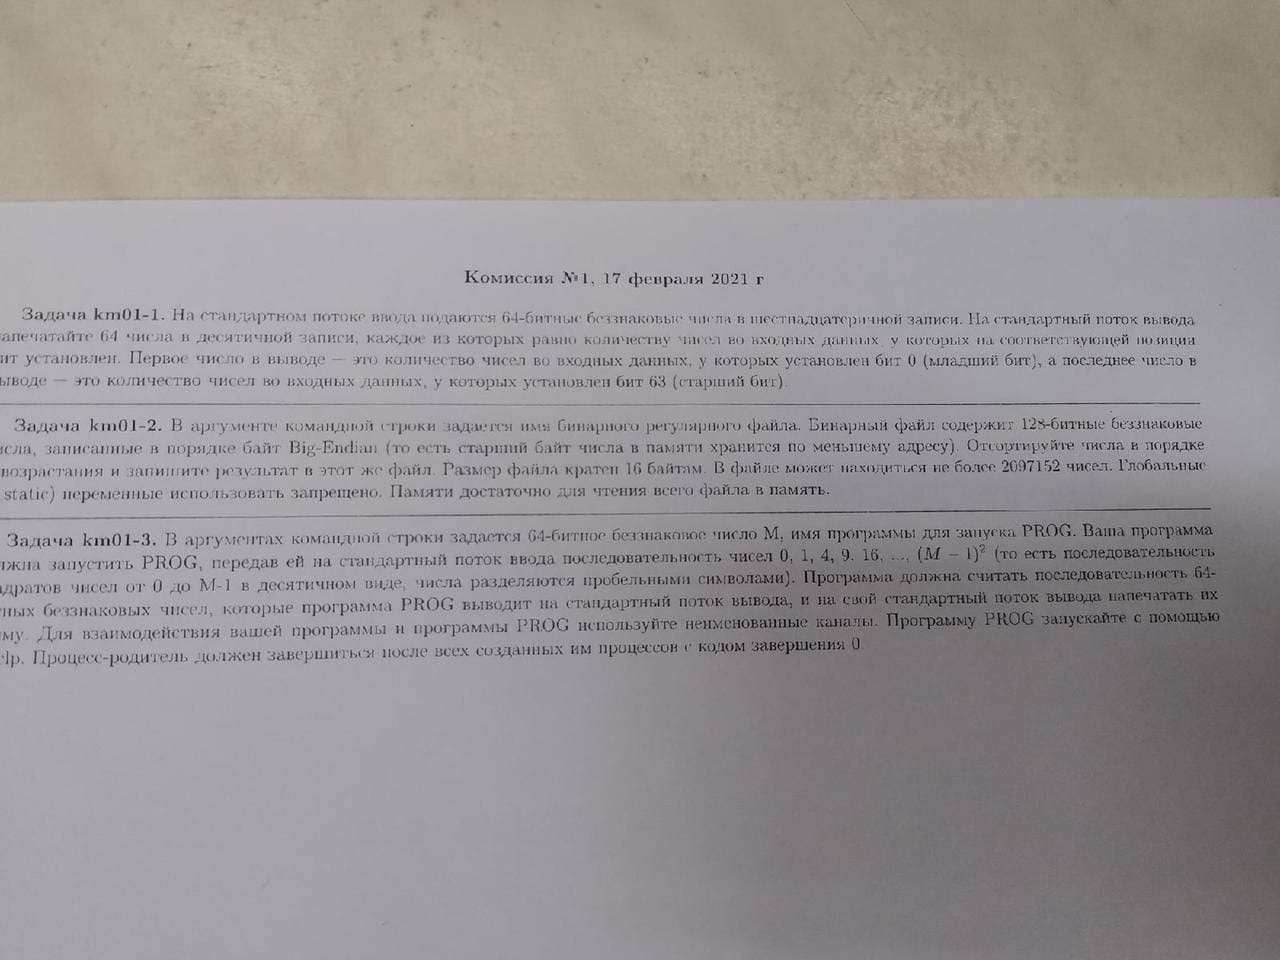 Комиссия №1, 17 февраля 2021 г
Задача km01-1. На стандартном потоке ввода подаются 64-битные беззнаковые числа в шестнадцатеричной записи. На стандартный поток вывода
апечатайте 64 числа в десятичной записи, каждое из которых равно количеству чисел во входных данных, у которых на соответствующей позиции
ит установлен. Первое число в выводе — это количество чисел во входных данных, у которых установлен бит 0 (младший бит), а последнее число в
ыводе — это количество чисел во входных данных, у которых установлен бит 63 (старший бит).
Задача km01-2. В аргументе командной строки задается имя бинарного регулярного файла. Бинарный файл содержит 128-битные беззнаковые
исла, записанные в порядке байт Big-Endian (то есть старший байт числа в памяти хранится по меньшему адресу). Отсортируйте числа в порядке
возрастания и запишите результат в этот же файл. Размер файла кратен 16 байтам. В файле может находиться не более 2097152 чисел. Глобальные
static) переменные использовать запрещено. Памяти достаточно для чтения всего файла в память.
Задача km01-3. В аргументах командной строки задается 64-битное беззнаковое число M, имя программы для запуска PROG. Ваша программа
лжна запустить PROG, передав ей на стандартный поток ввода последовательность чисел 0, 1, 4, 9, 16, ..., (M − 1)² (то есть последовательность
адратов чисел от 0 до M-1 в десятичном виде, числа разделяются пробельными символами). Программа должна считать последовательность 64-
тных беззнаковых чисел, которые программа PROG выводит на стандартный поток вывода, и на свой стандартный поток вывода напечатать их
мму. Для взаимодействия вашей программы и программы PROG используйте неименованные каналы. Программу PROG запускайте с помощью
clp. Процесс-родитель должен завершиться после всех созданных им процессов с кодом завершения 0.